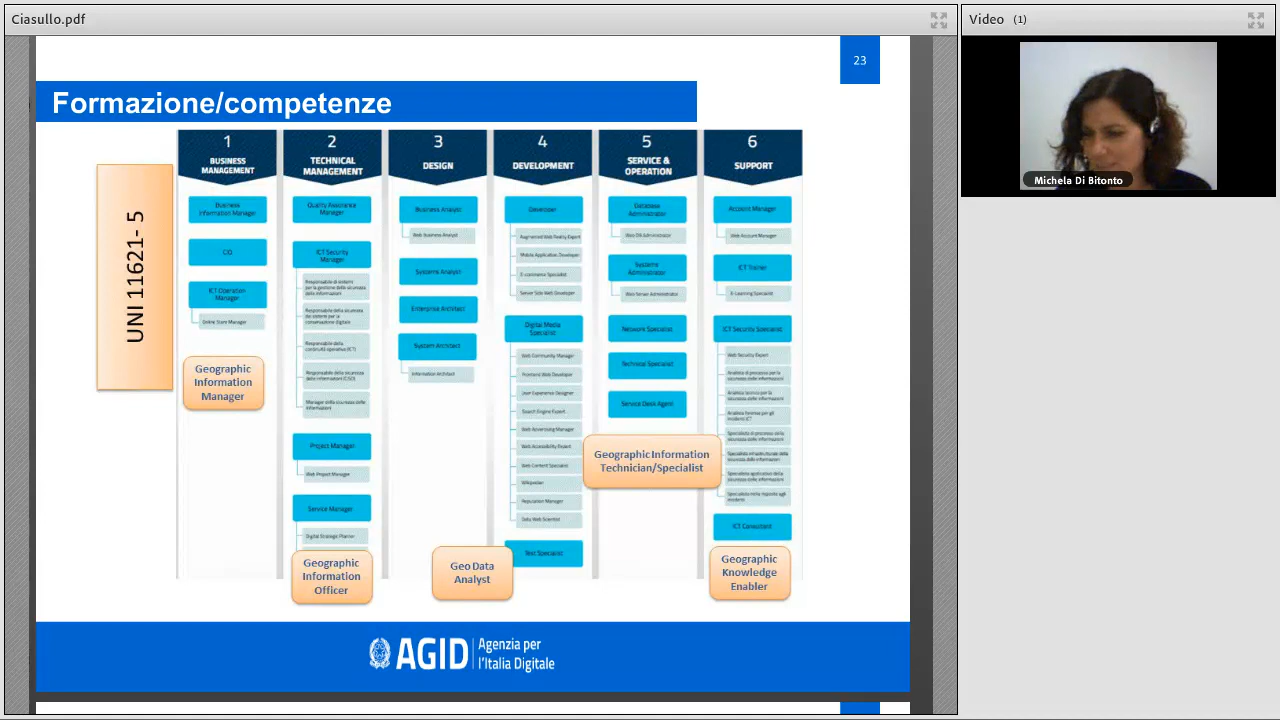 Ciasullo.pdf
Video (1)
Michela Di Bitonto
23
Formazione/competenze
UNI 11621- 5
1
BUSINESS
MANAGEMENT
Business
Information Manager
CIO
ICT Operation
Manager
Online Store Manager
Geographic
Information
Manager
2
TECHNICAL
MANAGEMENT
Quality Assurance
Manager
ICT Security
Manager
Responsabile di sistemi
per la gestione della sicurezza
delle informazioni
Responsabile della sicurezza
dei sistemi per la
conservazione digitale
Responsabile della
continuità operativa (ICT)
Responsabile della sicurezza
delle informazioni (CISO)
Manager della sicurezza delle
informazioni
Project Manager
Web Project Manager
Service Manager
Digital Strategic Planner
Geographic
Information
Officer
3
DESIGN
Business Analyst
Web Business Analyst
Systems Analyst
Enterprise Architect
System Architect
Information Architect
Geo Data
Analyst
4
DEVELOPMENT
Developer
Augmented Web Reality Expert
Mobile Application Developer
E-commerce Specialist
Server Side Web Developer
Digital Media
Specialist
Web Community Manager
Frontend Web Developer
User Experience Designer
Search Engine Expert
Web Advertising Manager
Web Accessibility Expert
Web Content Specialist
Wikipedian
Reputation Manager
Data Web Scientist
Test Specialist
5
SERVICE &
OPERATION
Database
Administrator
Web DB Administrator
Systems
Administrator
Web Server Administrator
Network Specialist
Technical Specialist
Service Desk Agent
Geographic Information
Technician/Specialist
6
SUPPORT
Account Manager
Web Account Manager
ICT Trainer
E-Learning Specialist
ICT Security Specialist
Web Security Expert
Analista di processo per la
sicurezza delle informazioni
Analista tecnico per la
sicurezza delle informazioni
Analista forense per gli
incidenti ICT
Specialista di processo della
sicurezza delle informazioni
Specialista infrastrutturale della
sicurezza delle informazioni
Specialista applicativo della
sicurezza delle informazioni
Specialista nella risposta agli
incidenti
ICT Consultant
Geographic
Knowledge
Enabler
AGID
Agenzia per
l'Italia Digitale